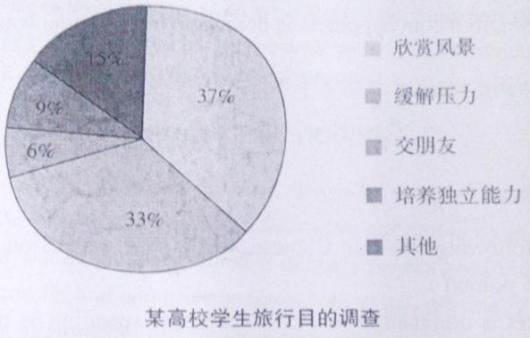 15%
37%
9%
6%
33%
欣赏风景
缓解压力
交朋友
培养独立能力
其他
某高校学生旅行目的调查